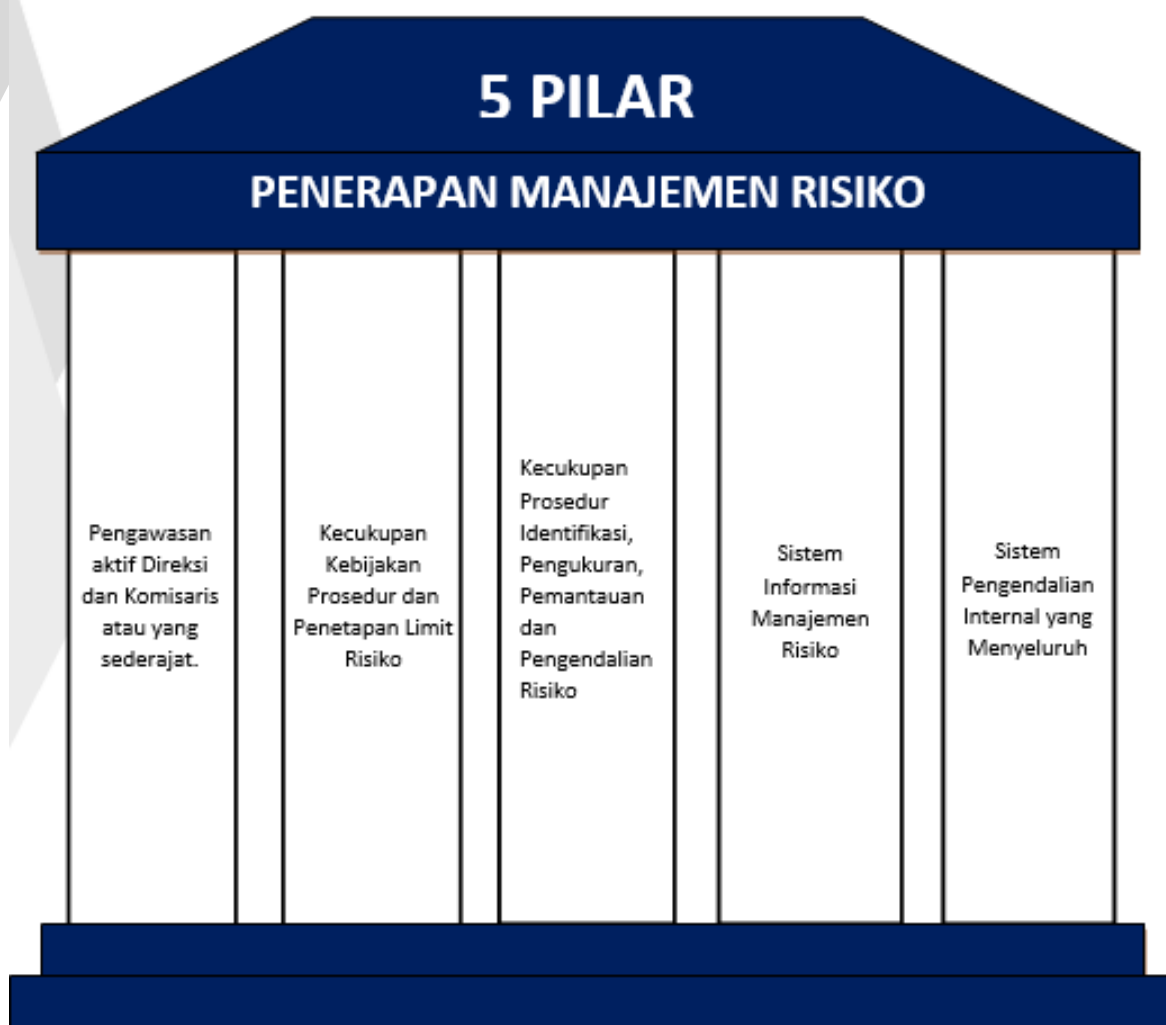 5 PILAR
PENERAPAN MANAJEMEN RISIKO
Pengawasan
aktif Direksi
dan Komisaris
atau yang
sederajat.
Kecukupan
Kebijakan
Prosedur dan
Penetapan Limit
Risiko
Kecukupan
Prosedur
Identifikasi,
Pengukuran,
Pemantauan
dan
Pengendalian
Risiko
Sistem
Informasi
Manajemen
Risiko
Sistem
Pengendalian
Internal yang
Menyeluruh